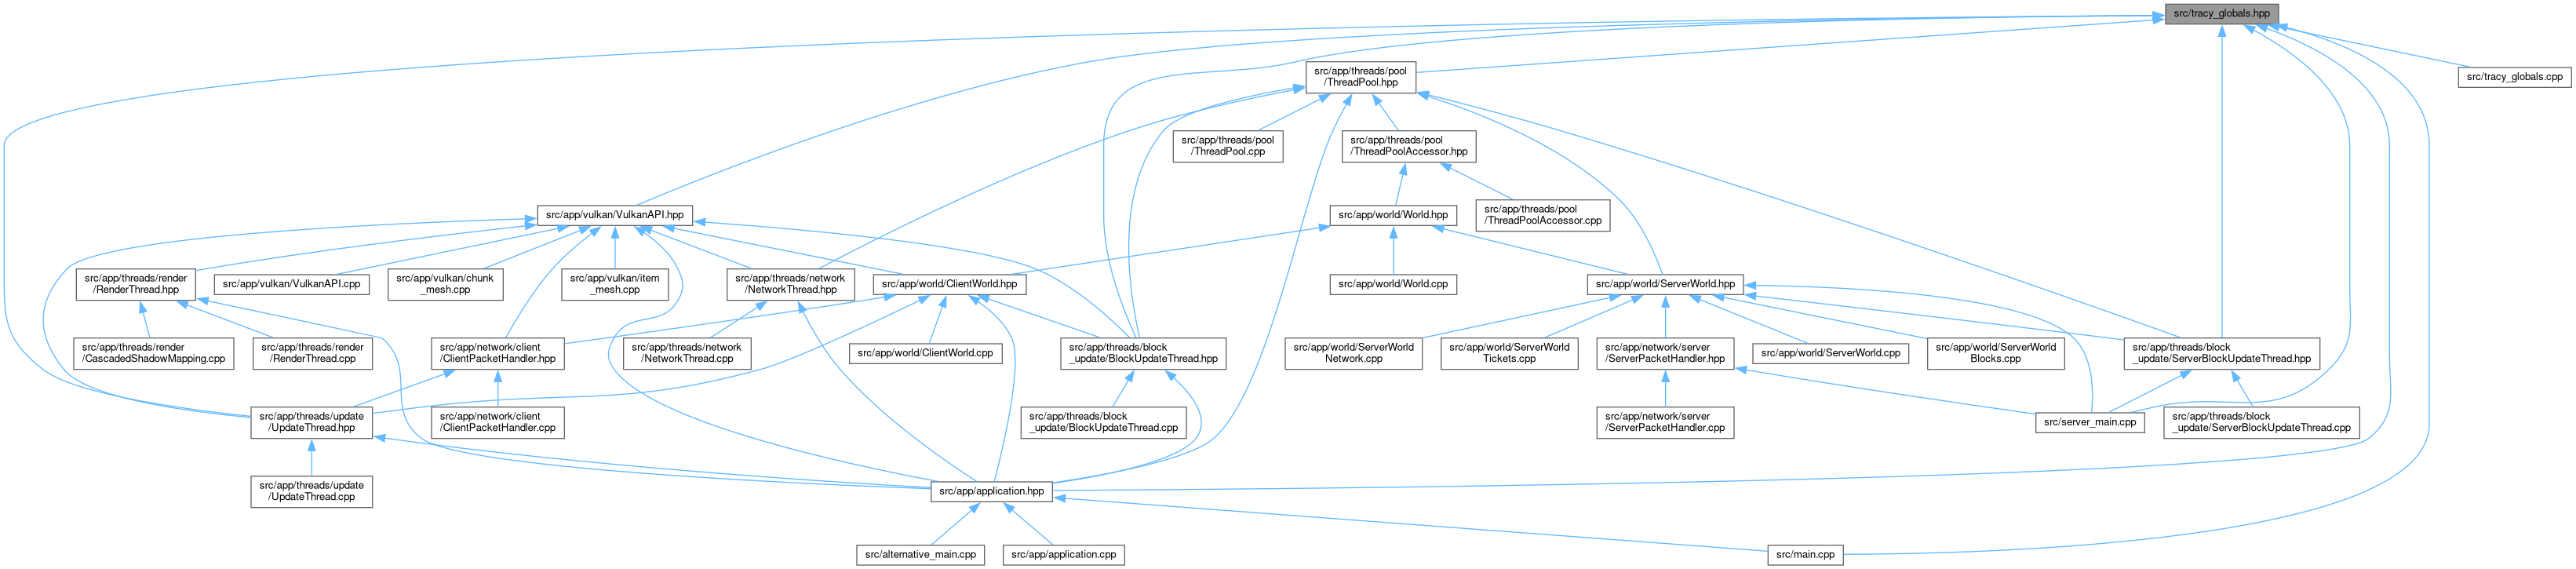 src/tracy_globals.hpp
src/app/threads/pool
/ThreadPool.hpp
src/tracy_globals.cpp
src/app/threads/pool
/ThreadPool.cpp
src/app/threads/pool
/ThreadPoolAccessor.hpp
src/app/vulkan/VulkanAPI.hpp
src/app/world/World.hpp
src/app/threads/pool
/ThreadPoolAccessor.cpp
src/app/threads/render
/RenderThread.hpp
src/app/vulkan/VulkanAPI.cpp
src/app/vulkan/chunk
_mesh.cpp
src/app/vulkan/item
_mesh.cpp
src/app/threads/network
/NetworkThread.hpp
src/app/world/ClientWorld.hpp
src/app/world/World.cpp
src/app/world/ServerWorld.hpp
src/app/threads/render
/CascadedShadowMapping.cpp
src/app/threads/render
/RenderThread.cpp
src/app/network/client
/ClientPacketHandler.hpp
src/app/threads/network
/NetworkThread.cpp
src/app/world/ClientWorld.cpp
src/app/threads/block
_update/BlockUpdateThread.hpp
src/app/world/ServerWorld
Network.cpp
src/app/world/ServerWorld
Tickets.cpp
src/app/network/server
/ServerPacketHandler.hpp
src/app/world/ServerWorld.cpp
src/app/world/ServerWorld
Blocks.cpp
src/app/threads/block
_update/ServerBlockUpdateThread.hpp
src/app/threads/update
/UpdateThread.hpp
src/app/network/client
/ClientPacketHandler.cpp
src/app/threads/block
_update/BlockUpdateThread.cpp
src/app/network/server
/ServerPacketHandler.cpp
src/server_main.cpp
src/app/threads/block
_update/ServerBlockUpdateThread.cpp
src/app/threads/update
/UpdateThread.cpp
src/app/application.hpp
src/alternative_main.cpp
src/app/application.cpp
src/main.cpp